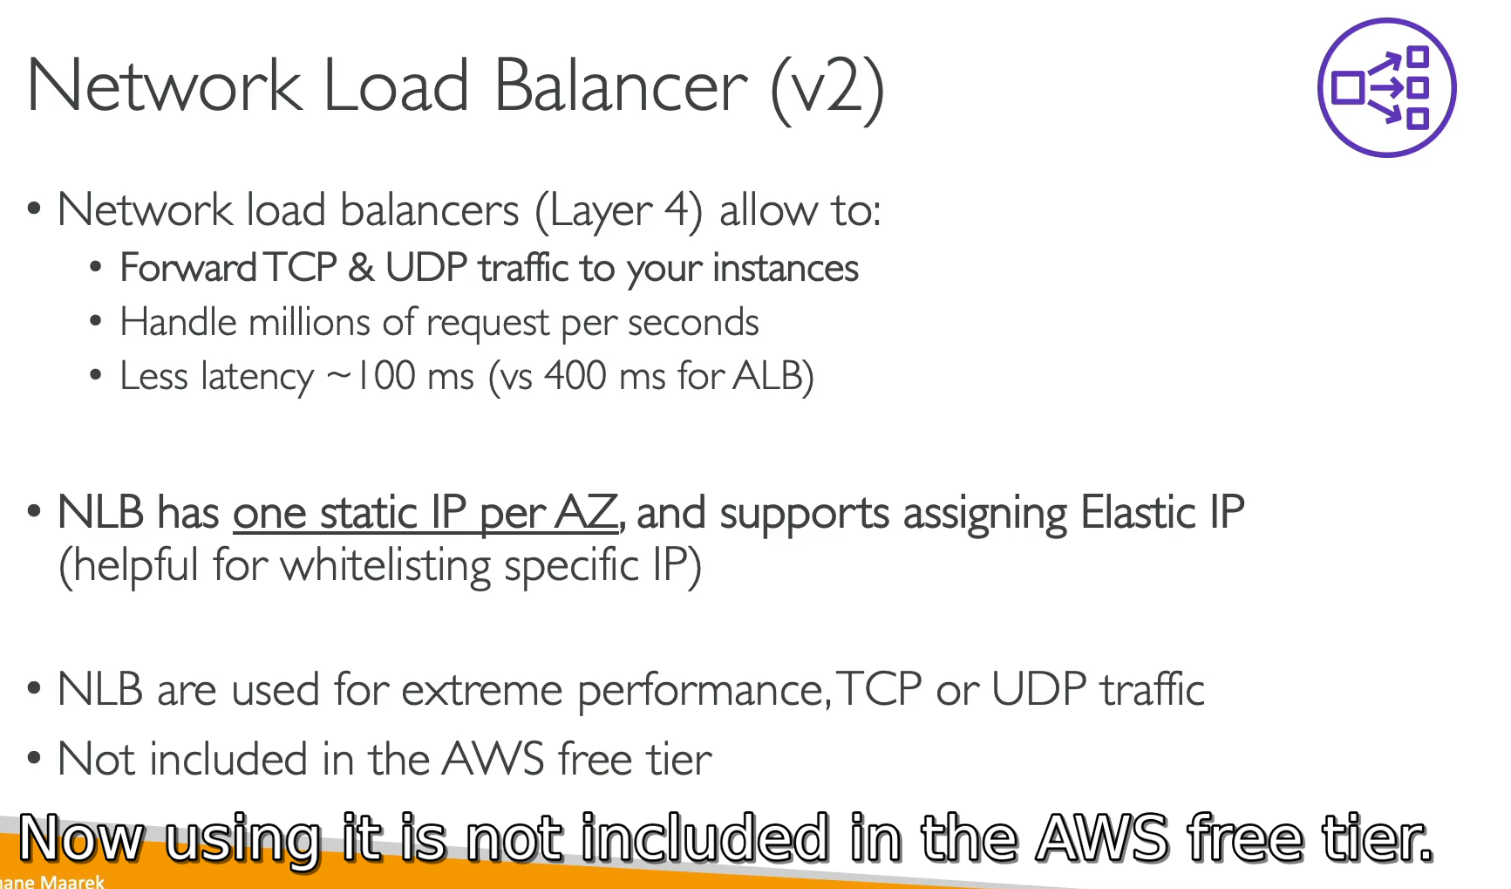 Network Load Balancer (v2)
• Network load balancers (Layer 4) allow to:
• Forward TCP & UDP traffic to your instances
• Handle millions of request per seconds
• Less latency ~100 ms (vs 400 ms for ALB)
• NLB has one static IP per AZ, and supports assigning Elastic IP
(helpful for whitelisting specific IP)
• NLB are used for extreme performance, TCP or UDP traffic
• Not included in the AWS free tier
Now using it is not included in the AWS free tier.
Maarek